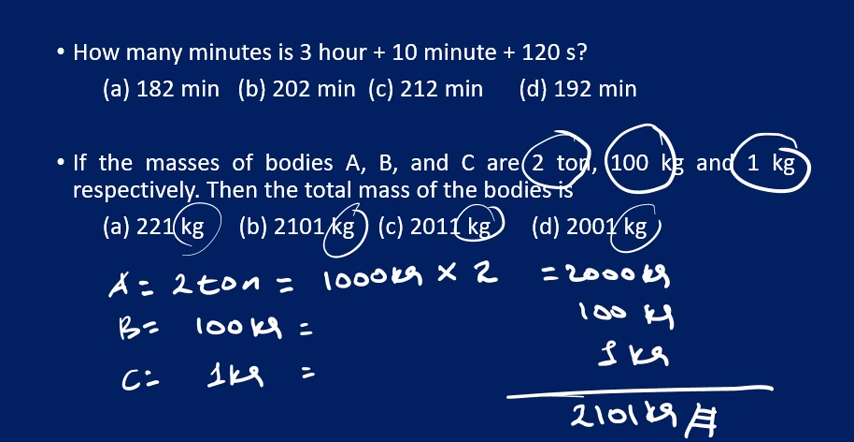 • How many minutes is 3 hour + 10 minute + 120 s?
(a) 182 min (b) 202 min (c) 212 min (d) 192 min
• If the masses of bodies A, B, and C are 2 ton, 100 kg and 1 kg
respectively. Then the total mass of the bodies is
(a) 221 kg (b) 2101 kg (c) 2011 kg (d) 2001 kg
A = 2 ton = 1000 kg × 2 = 2000 kg
B = 100 kg = 100 kg
C = 1 kg = 1 kg
2101 kg